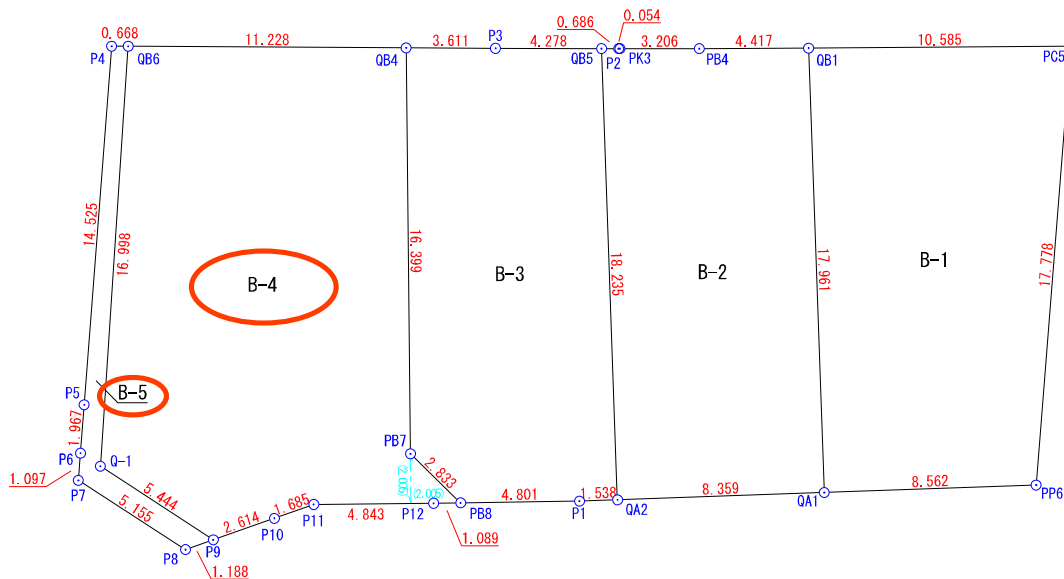 0.668
11.228
3.611
P3
4.278
0.686
0.054
3.206
4.417
10.585
P4
QB6
QB4
QB5
P2
PK3
PB4
QB1
PC5
14.525
16.998
16.399
18.235
17.961
17.778
B-4
B-3
B-2
B-1
P5
B-5
1.967
P6
Q-1
1.097
P7
5.155
5.444
PB7
2.833
(2.005)
(2.005)
2.614
1.685
P11
4.843
P12
PB8
4.801
P1
1.538
QA2
8.359
QA1
8.562
PP6
P10
P9
P8
1.188
1.089